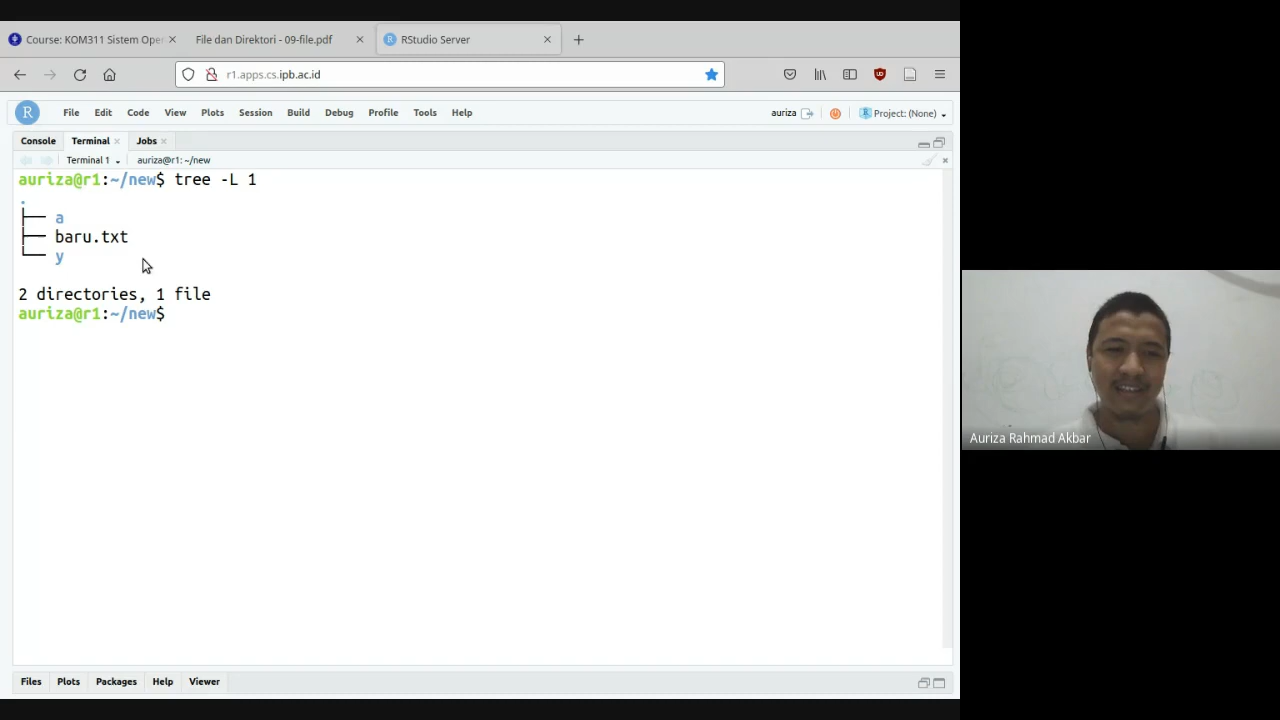 Course: KOM311 Sistem Oper
File dan Direktori - 09-file.pdf
RStudio Server
r1.apps.cs.ipb.ac.id
R File Edit Code View Plots Session Build Debug Profile Tools Help
auriza
Project: (None)
Console Terminal Jobs
Terminal 1 auriza@r1: ~/new
auriza@r1:~/new$ tree -L 1
.
├── a
├── baru.txt
└── y
2 directories, 1 file
auriza@r1:~/new$
Auriza Rahmad Akbar
Files Plots Packages Help Viewer